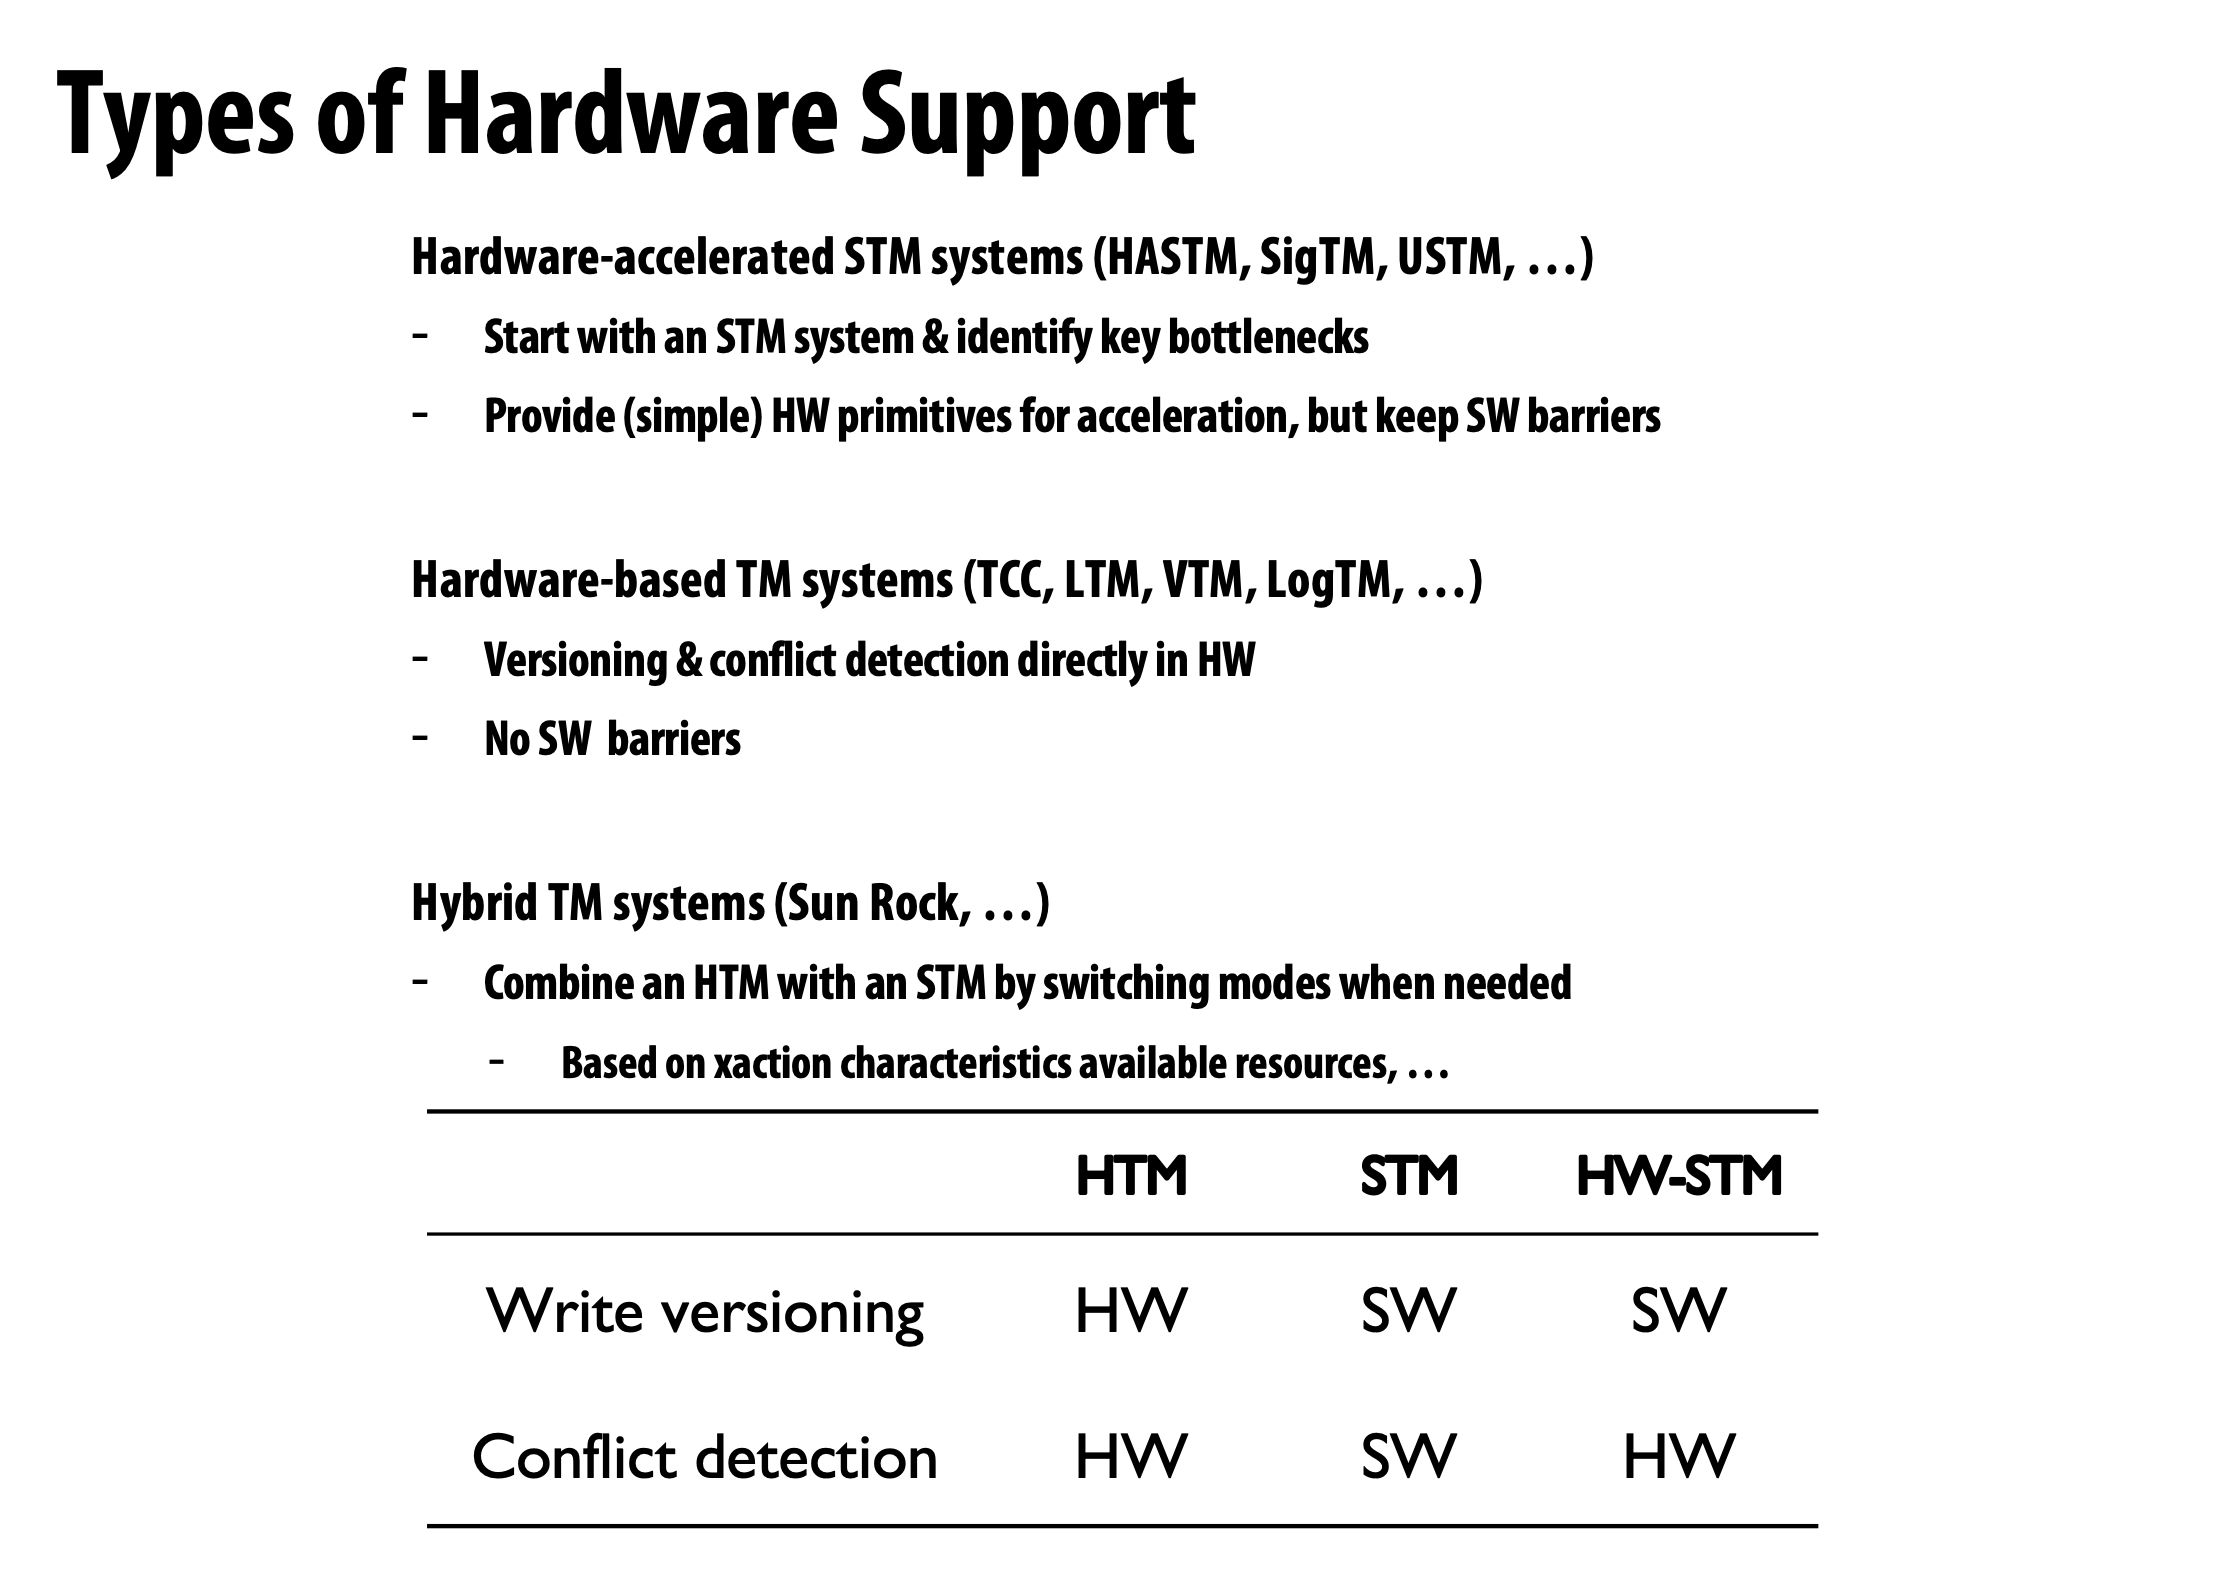 Types of Hardware Support
Hardware-accelerated STM systems (HASTM, SigTM, USTM, …)
- Start with an STM system & identify key bottlenecks
- Provide (simple) HW primitives for acceleration, but keep SW barriers
Hardware-based TM systems (TCC, LTM, VTM, LogTM, …)
- Versioning & conflict detection directly in HW
- No SW barriers
Hybrid TM systems (Sun Rock, …)
- Combine an HTM with an STM by switching modes when needed
- Based on xaction characteristics available resources, …
HTM STM HW-STM
Write versioning HW SW SW
Conflict detection HW SW HW